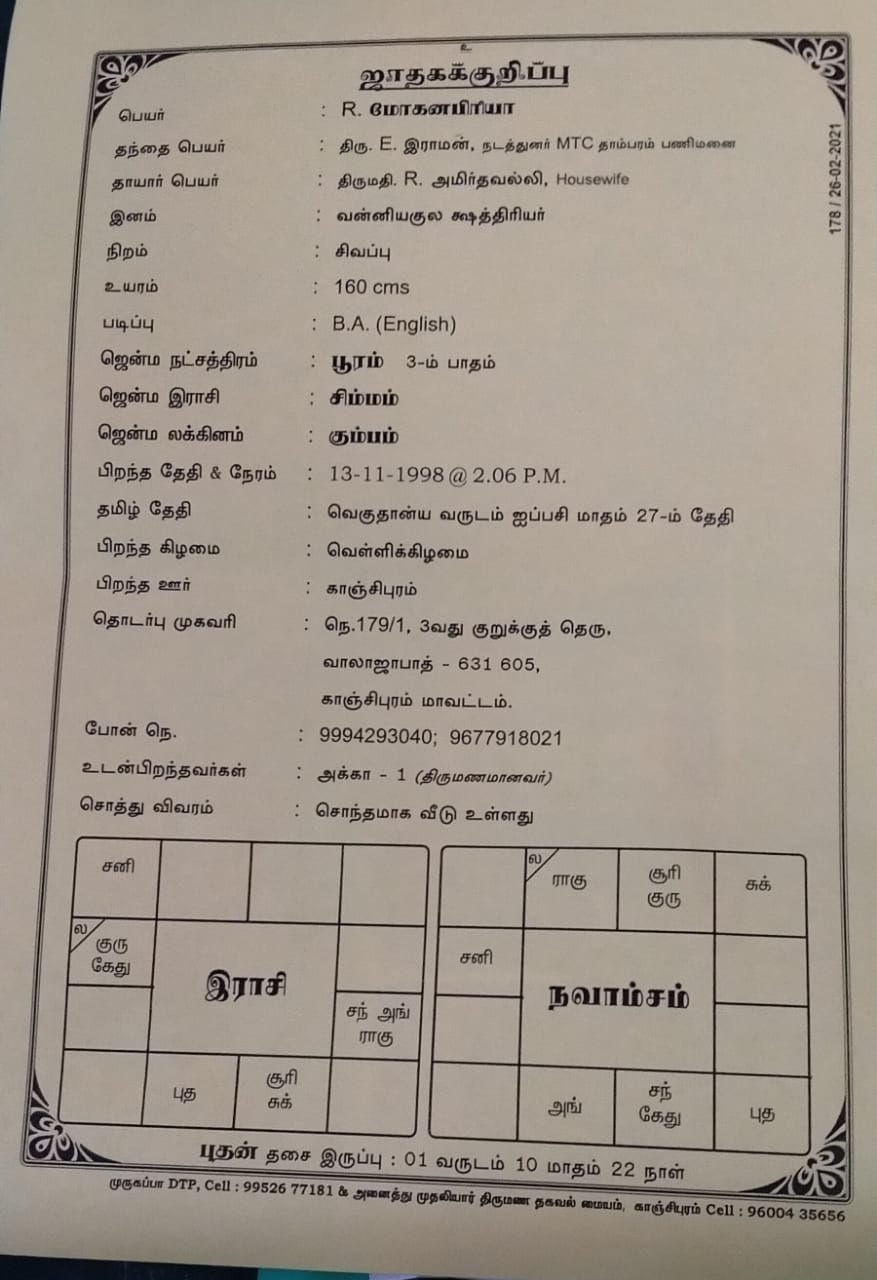 உ
ஜாதகக்குறிப்பு
178 / 26-02-2021
பெயர் : R. மோகனபிரியா
தந்தை பெயர் : திரு. E. இராமன், நடத்துனர் MTC தாம்பரம் பணிமனை
தாயார் பெயர் : திருமதி. R. அமிர்தவல்லி, Housewife
இனம் : வன்னியகுல க்ஷத்திரியர்
நிறம் : சிவப்பு
உயரம் : 160 cms
படிப்பு : B.A. (English)
ஜென்ம நட்சத்திரம் : பூரம் 3-ம் பாதம்
ஜென்ம இராசி : சிம்மம்
ஜென்ம லக்கினம் : கும்பம்
பிறந்த தேதி & நேரம் : 13-11-1998 @ 2.06 P.M.
தமிழ் தேதி : வெகுதான்ய வருடம் ஐப்பசி மாதம் 27-ம் தேதி
பிறந்த கிழமை : வெள்ளிக்கிழமை
பிறந்த ஊர் : காஞ்சிபுரம்
தொடர்பு முகவரி : நெ.179/1, 3வது குறுக்குத் தெரு,
வாலாஜாபாத் - 631 605,
காஞ்சிபுரம் மாவட்டம்.
போன் நெ. : 9994293040; 9677918021
உடன்பிறந்தவர்கள் : அக்கா - 1 (திருமணமானவர்)
சொத்து விவரம் : சொந்தமாக வீடு உள்ளது
சனி
ல
குரு
கேது
இராசி
சந் அங்
ராகு
புத
சூரி
சுக்
ல
ராகு
சூரி
குரு
சுக்
சனி
நவாம்சம்
அங்
சந்
கேது
புத
புதன் தசை இருப்பு : 01 வருடம் 10 மாதம் 22 நாள்
முருகப்பா DTP, Cell : 99526 77181 & அனைத்து முதலியார் திருமண தகவல் மையம், காஞ்சிபுரம் Cell : 96004 35656